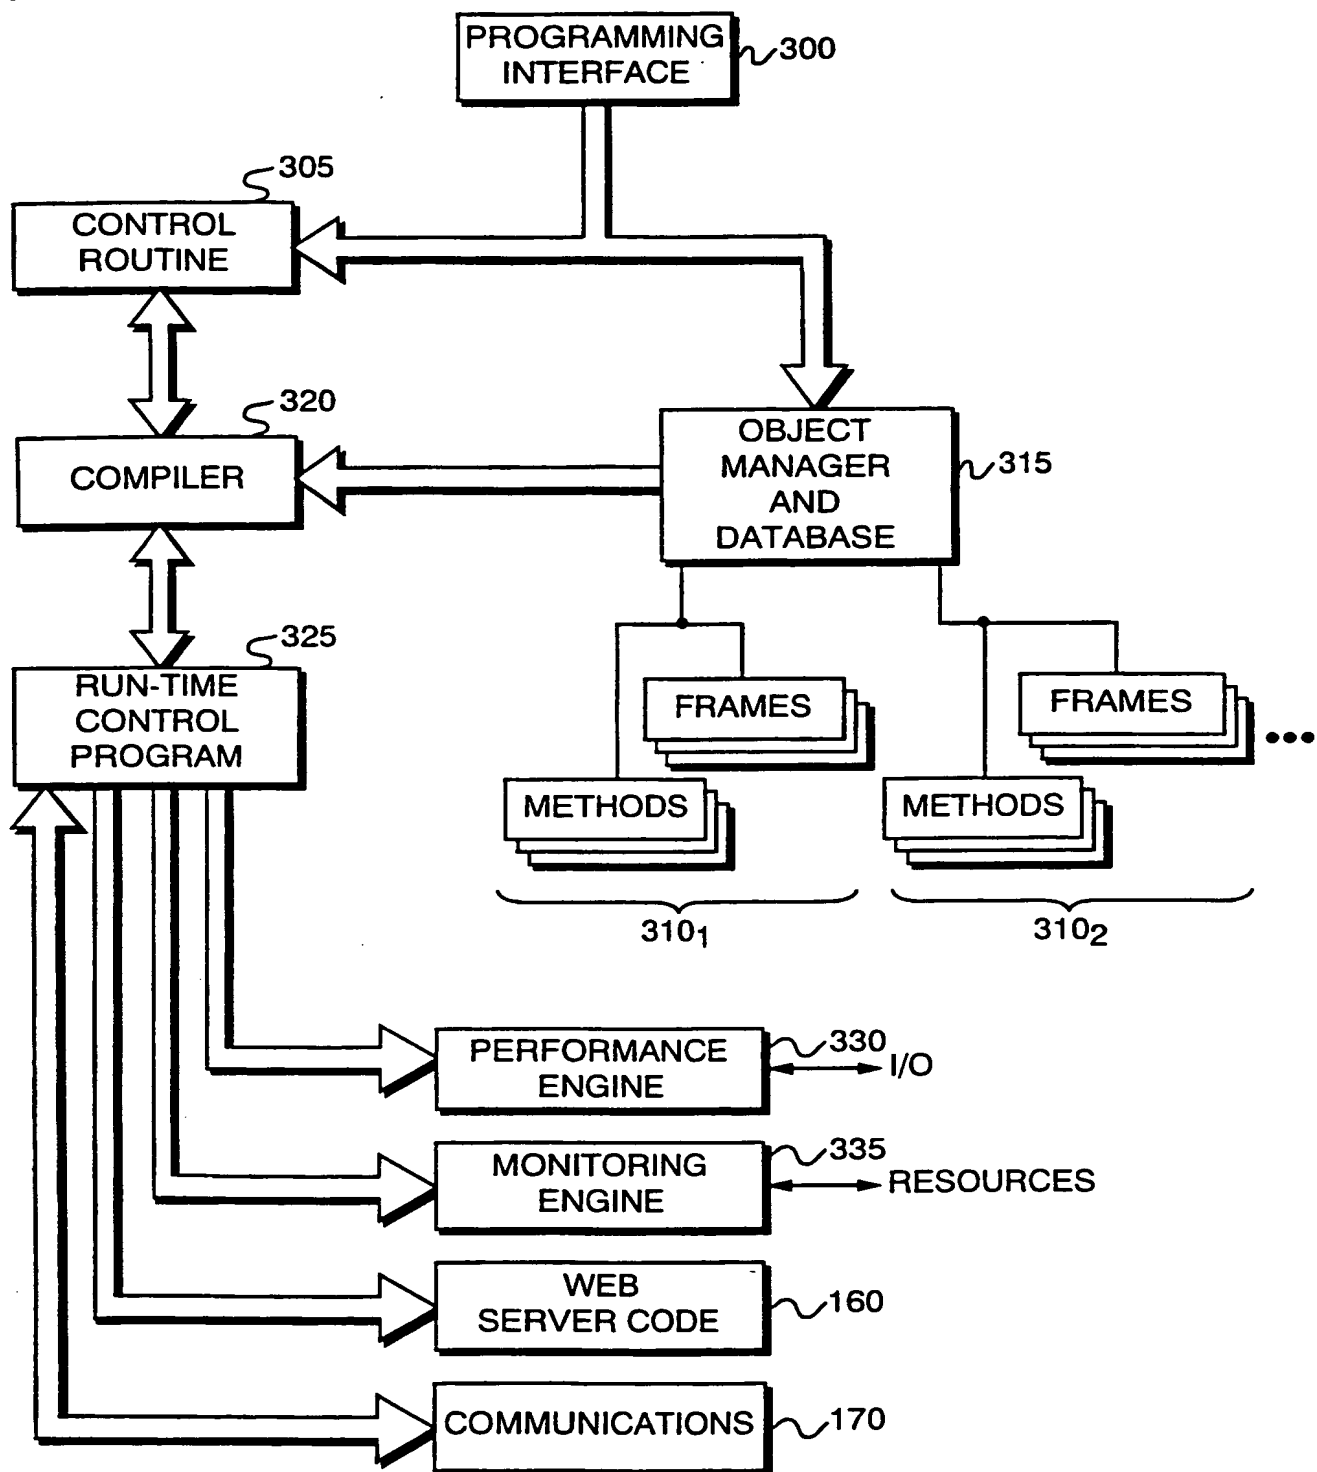 PROGRAMMING
INTERFACE
300
305
CONTROL
ROUTINE
320
COMPILER
OBJECT
MANAGER
AND
DATABASE
315
325
RUN-TIME
CONTROL
PROGRAM
FRAMES
METHODS
FRAMES
METHODS
•••
310₁
310₂
PERFORMANCE
ENGINE
330
I/O
MONITORING
ENGINE
335
RESOURCES
WEB
SERVER CODE
160
COMMUNICATIONS
170